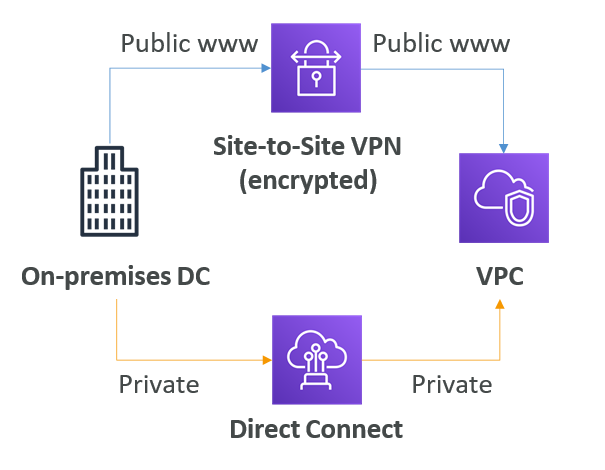 Public www
Public www
Site-to-Site VPN
(encrypted)
On-premises DC
VPC
Private
Private
Direct Connect